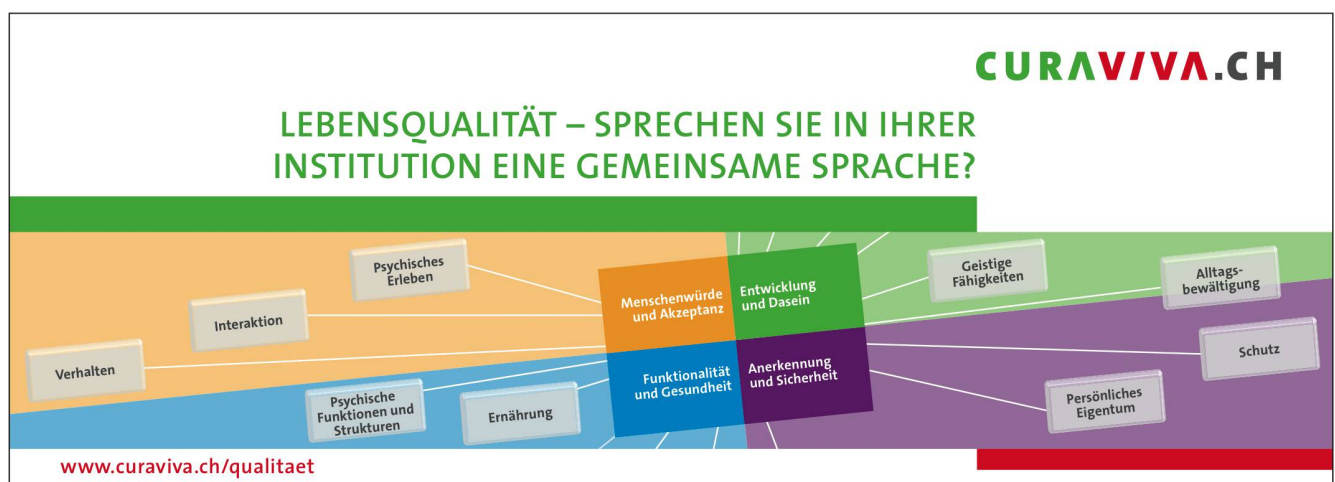 CURAVIVA.CH
LEBENSQUALITÄT – SPRECHEN SIE IN IHRER
INSTITUTION EINE GEMEINSAME SPRACHE?
Psychisches
Erleben
Interaktion
Verhalten
Menschenwürde
und Akzeptanz
Entwicklung
und Dasein
Geistige
Fähigkeiten
Alltags-
bewältigung
Psychische
Funktionen und
Strukturen
Ernährung
Funktionalität
und Gesundheit
Anerkennung
und Sicherheit
Schutz
Persönliches
Eigentum
www.curaviva.ch/qualitaet